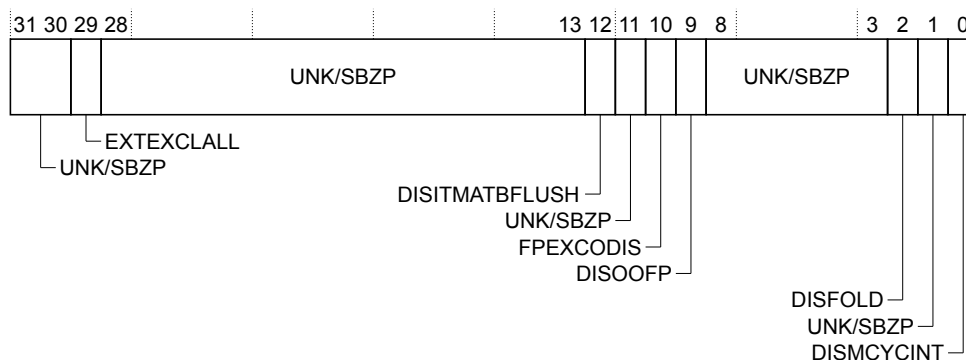 31 30 29 28 13 12 11 10 9 8 3 2 1 0
UNK/SBZP UNK/SBZP
EXTEXCLALL
UNK/SBZP
DISITMATBFLUSH
UNK/SBZP
FPEXCODIS
DISOOFP
DISFOLD
UNK/SBZP
DISMCYCINT